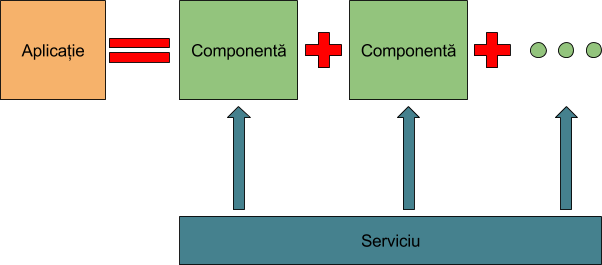 Aplicație
Componentă
Componentă
Serviciu